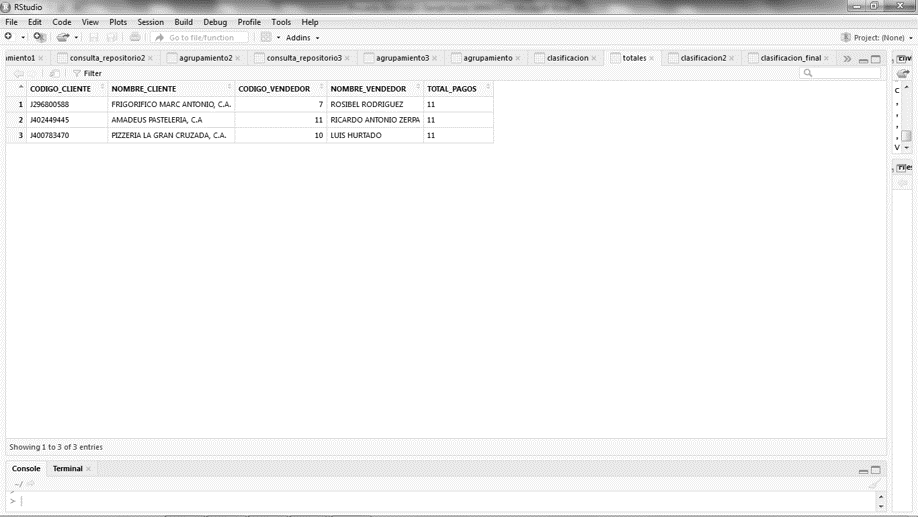 RStudio
File Edit Code View Plots Session Build Debug Profile Tools Help
Go to file/function Addins Project: (None)
amiento1 consulta_repositorio2 agrupamiento2 consulta_repositorio3 agrupamiento3 agrupamiento clasificacion totales clasificacion2 clasificacion_final
Filter
CODIGO_CLIENTE NOMBRE_CLIENTE CODIGO_VENDEDOR NOMBRE_VENDEDOR TOTAL_PAGOS
1 J296800588 FRIGORIFICO MARC ANTONIO, C.A. 7 ROSIBEL RODRIGUEZ 11
2 J402449445 AMADEUS PASTELERIA, C.A 11 RICARDO ANTONIO ZERPA 11
3 J400783470 PIZZERIA LA GRAN CRUZADA, C.A. 10 LUIS HURTADO 11
Showing 1 to 3 of 3 entries
Console Terminal
~/
>